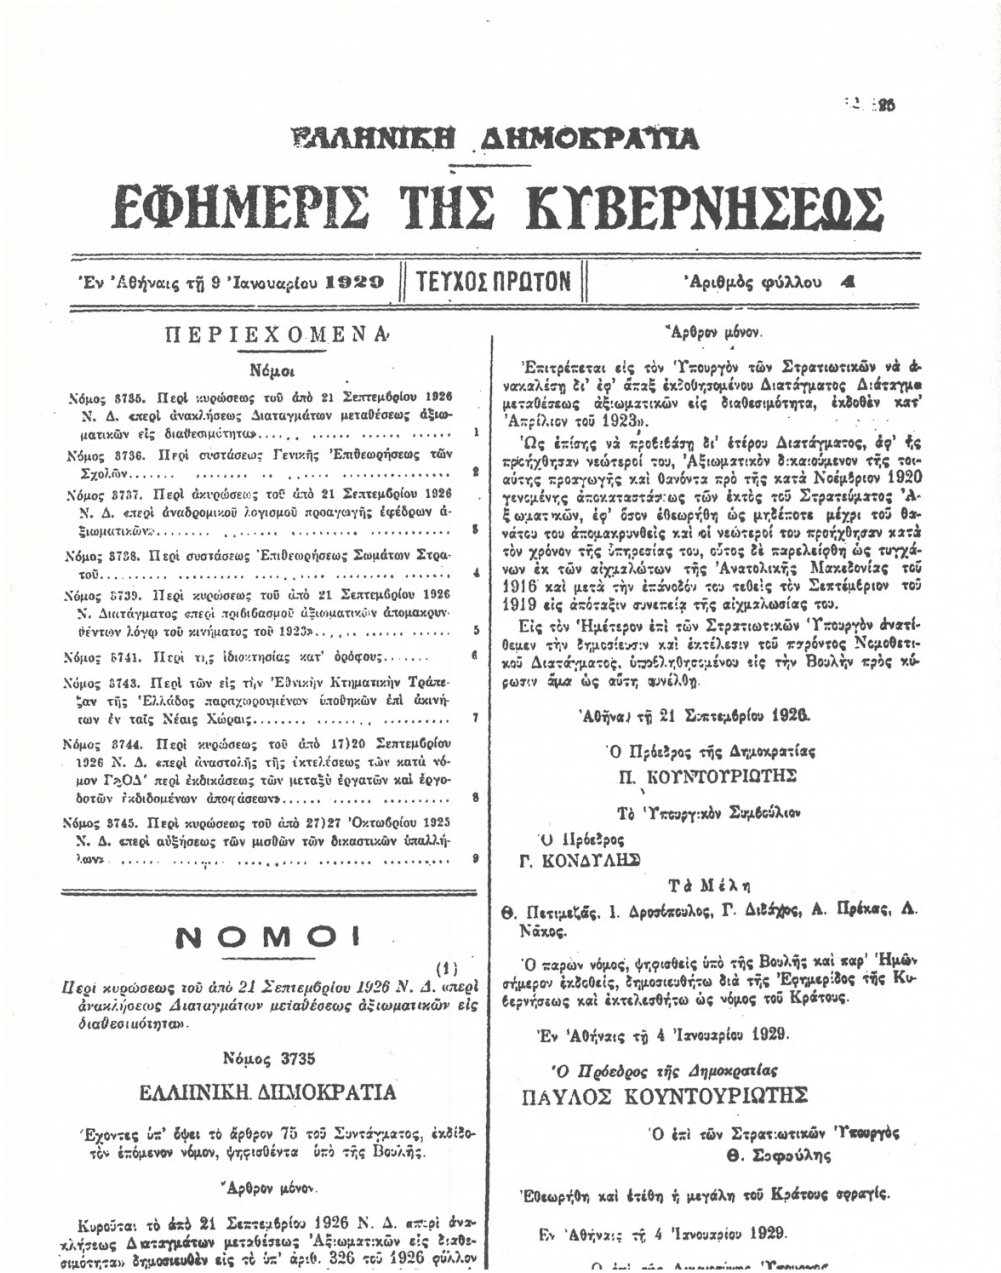 ΕΛΛΗΝΙΚΗ ΔΗΜΟΚΡΑΤΙΑ
ΕΦΗΜΕΡΙΣ ΤΗΣ ΚΥΒΕΡΝΗΣΕΩΣ
Ἐν Ἀθήναις τῇ 9 Ἰανουαρίου 1929
ΤΕΥΧΟΣ ΠΡΩΤΟΝ
Ἀριθμὸς φύλλου 4
ΠΕΡΙΕΧΟΜΕΝΑ
Νόμοι
Νόμος 3735. Περὶ κυρώσεως τοῦ ἀπὸ 21 Σεπτεμβρίου 1926
Ν. Δ. «περὶ ἀνακλήσεως Διαταγμάτων μεταθέσεως ἀξιω-
ματικῶν εἰς διαθεσιμότητα» 1
Νόμος 3736. Περὶ συστάσεως Γενικῆς Ἐπιθεωρήσεως τῶν
Σχολῶν 2
Νόμος 3737. Περὶ ἀκυρώσεως τοῦ ἀπὸ 21 Σεπτεμβρίου 1926
Ν. Δ. «περὶ ἀναδρομικοῦ λογισμοῦ προαγωγῆς ἐφέδρων ἀ-
ξιωματικῶν» 3
Νόμος 3738. Περὶ συστάσεως Ἐπιθεωρήσεως Σωμάτων Στρα-
τοῦ 4
Νόμος 3739. Περὶ κυρώσεως τοῦ ἀπὸ 21 Σεπτεμβρίου 1926
Ν. Διατάγματος «περὶ προβιβασμοῦ ἀξιωματικῶν ἀπομακρυν-
θέντων λόγῳ τοῦ κινήματος τοῦ 1923» 5
Νόμος 3741. Περὶ τῆς ἰδιοκτησίας κατ' ὀρόφους 6
Νόμος 3743. Περὶ τῶν εἰς τὴν Ἐθνικὴν Κτηματικὴν Τράπε-
ζαν τῆς Ἑλλάδος παραχωρουμένων ὑποθηκῶν ἐπὶ ἀκινή-
των ἐν ταῖς Νέαις Χώραις 7
Νόμος 3744. Περὶ κυρώσεως τοῦ ἀπὸ 17)20 Σεπτεμβρίου
1926 Ν. Δ. «περὶ ἀναστολῆς τῆς ἐκτελέσεως τῶν κατὰ νό-
μον ΓϡΟΔ' περὶ ἐκδικάσεως τῶν μεταξὺ ἐργατῶν καὶ ἐργο-
δοτῶν ἐκδιδομένων ἀποφάσεων» 8
Νόμος 3745. Περὶ κυρώσεως τοῦ ἀπὸ 27)27 Ὀκτωβρίου 1925
Ν. Δ. «περὶ αὐξήσεως τῶν μισθῶν τῶν δικαστικῶν ὑπαλλή-
λων» 9
ΝΟΜΟΙ
(1)
Περὶ κυρώσεως τοῦ ἀπὸ 21 Σεπτεμβρίου 1926 Ν. Δ. «περὶ
ἀνακλήσεως Διαταγμάτων μεταθέσεως ἀξιωματικῶν εἰς
διαθεσιμότητα».
Νόμος 3735
ΕΛΛΗΝΙΚΗ ΔΗΜΟΚΡΑΤΙΑ
Ἔχοντες ὑπ' ὄψει τὸ ἄρθρον 75 τοῦ Συντάγματος, ἐκδίδο-
τὸν ἑπόμενον νόμον, ψηφισθέντα ὑπὸ τῆς Βουλῆς.
Ἄρθρον μόνον.
Κυροῦται τὸ ἀπὸ 21 Σεπτεμβρίου 1926 Ν. Δ. «περὶ ἀνα-
κλήσεως Διαταγμάτων μεταθέσεως Ἀξιωματικῶν εἰς διαθε-
σιμότητα» δημοσιευθὲν εἰς τὸ ὑπ' ἀριθ. 326 τοῦ 1926 φύλλον
Ἄρθρον μόνον.
Ἐπιτρέπεται εἰς τὸν Ὑπουργὸν τῶν Στρατιωτικῶν νὰ ἀ-
νακαλέσῃ δι' ἐφ' ἅπαξ ἐκδοθησομένου Διατάγματος Διάταγμα
μεταθέσεως ἀξιωματικῶν εἰς διαθεσιμότητα, ἐκδοθὲν κατ'
Ἀπρίλιον τοῦ 1923».
Ὡς ἐπίσης νὰ προβιβάσῃ δι' ἑτέρου Διατάγματος, ἀφ' ἧς
προήχθησαν νεώτεροί του, Ἀξιωματικὸν δικαιούμενον τῆς τοι-
αύτης προαγωγῆς καὶ θανόντα πρὸ τῆς κατὰ Νοέμβριον 1920
γενομένης ἀποκαταστάσεως τῶν ἐκτὸς τοῦ Στρατεύματος Ἀ-
ξιωματικῶν, ἐφ' ὅσον ἐθεωρήθη ὡς μηδέποτε μέχρι τοῦ θα-
νάτου του ἀπομακρυνθεὶς καὶ οἱ νεώτεροί του προήχθησαν κατὰ
τὸν χρόνον τῆς ὑπηρεσίας του, οὗτος δὲ παρελείφθη ὡς τυγχά-
νων ἐκ τῶν αἰχμαλώτων τῆς Ἀνατολικῆς Μακεδονίας τοῦ
1916 καὶ μετὰ τὴν ἐπάνοδόν του τεθεὶς τὸν Σεπτέμβριον τοῦ
1919 εἰς ἀπόταξιν συνεπείᾳ τῆς αἰχμαλωσίας του.
Εἰς τὸν Ἡμέτερον ἐπὶ τῶν Στρατιωτικῶν Ὑπουργὸν ἀνατί
θεμεν τὴν δημοσίευσιν καὶ ἐκτέλεσιν τοῦ παρόντος Νομοθετι-
κοῦ Διατάγματος, ὑποβληθησομένου εἰς τὴν Βουλὴν πρὸς κύ-
ρωσιν ἅμα ὡς αὕτη συνέλθῃ.
Ἀθῆναι τῇ 21 Σεπτεμβρίου 1926.
Ὁ Πρόεδρος τῆς Δημοκρατίας
Π. ΚΟΥΝΤΟΥΡΙΩΤΗΣ
Τὸ Ὑπουργικὸν Συμβούλιον
Ὁ Πρόεδρος
Γ. ΚΟΝΔΥΛΗΣ
Τὰ Μέλη
Θ. Πετιμεζᾶς, Ι. Δροσόπουλος, Γ. Διβάχος, Α. Πρέκας, Δ.
Νάκος.
Ὁ παρὼν νόμος, ψηφισθεὶς ὑπὸ τῆς Βουλῆς καὶ παρ' Ἡμῶν
σήμερον ἐκδοθείς, δημοσιευθήτω διὰ τῆς Ἐφημερίδος τῆς Κυ-
βερνήσεως καὶ ἐκτελεσθήτω ὡς νόμος τοῦ Κράτους.
Ἐν Ἀθήναις τῇ 4 Ἰανουαρίου 1929.
Ὁ Πρόεδρος τῆς Δημοκρατίας
ΠΑΥΛΟΣ ΚΟΥΝΤΟΥΡΙΩΤΗΣ
Ὁ ἐπὶ τῶν Στρατιωτικῶν Ὑπουργὸς
Θ. Σοφούλης
Ἐθεωρήθη καὶ ἐτέθη ἡ μεγάλη τοῦ Κράτους σφραγίς.
Ἐν Ἀθήναις τῇ 4 Ἰανουαρίου 1929.